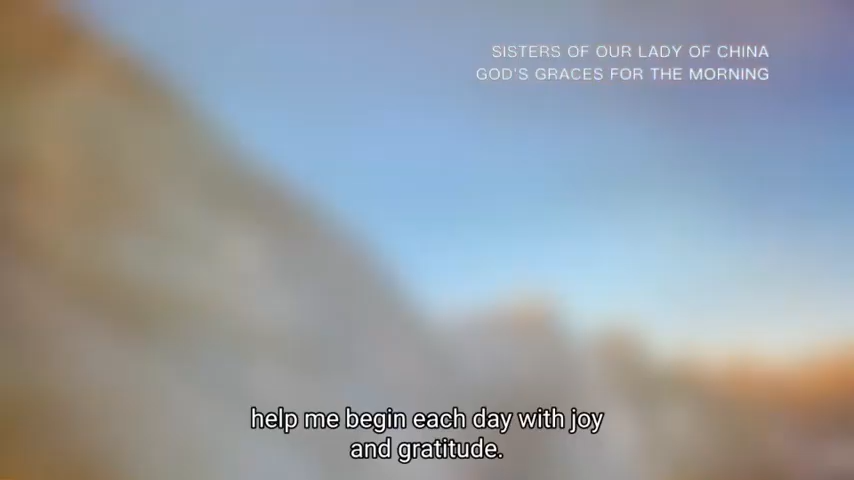 SISTERS OF OUR LADY OF CHINA
GOD'S GRACES FOR THE MORNING
help me begin each day with joy
and gratitude.